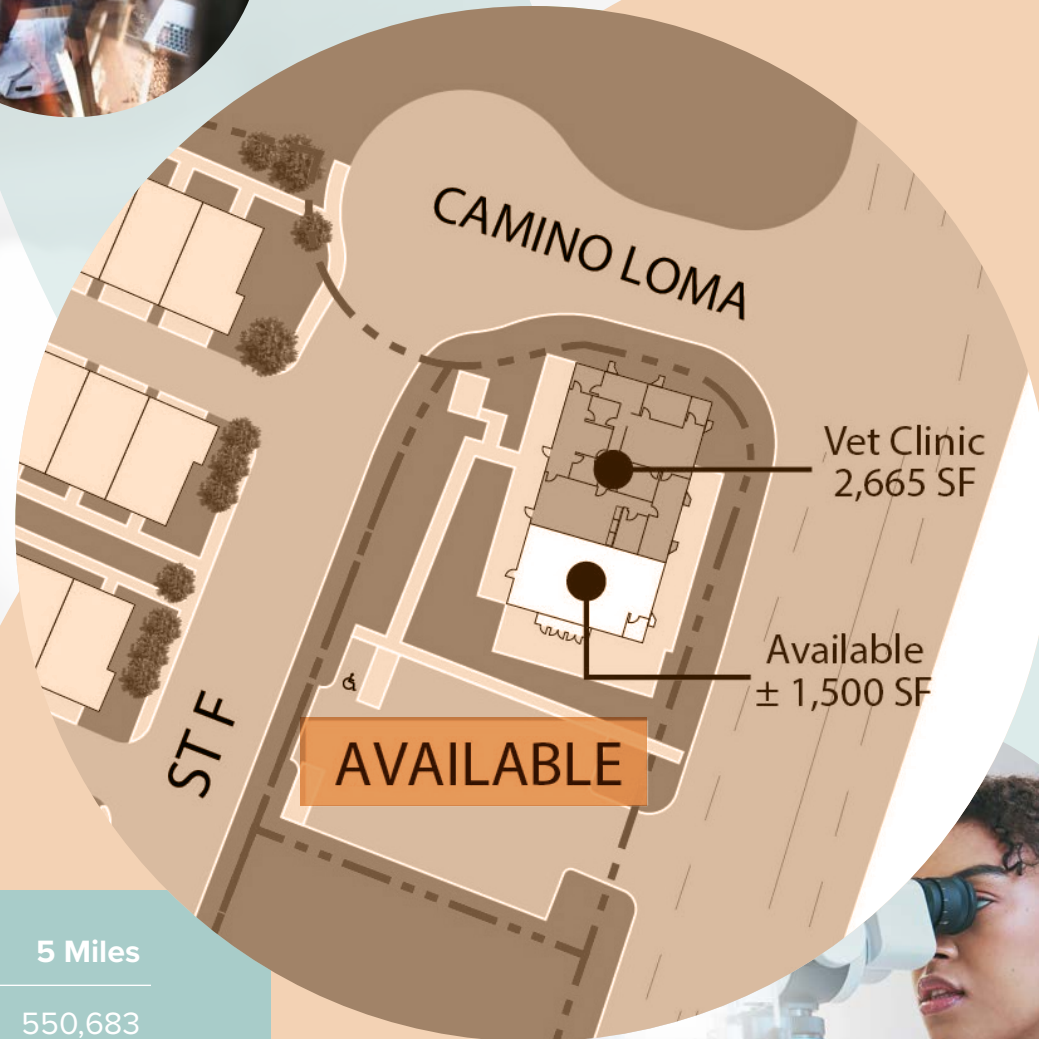 CAMINO LOMA
Vet Clinic
2,665 SF
Available
± 1,500 SF
AVAILABLE
ST F
5 Miles
550,683